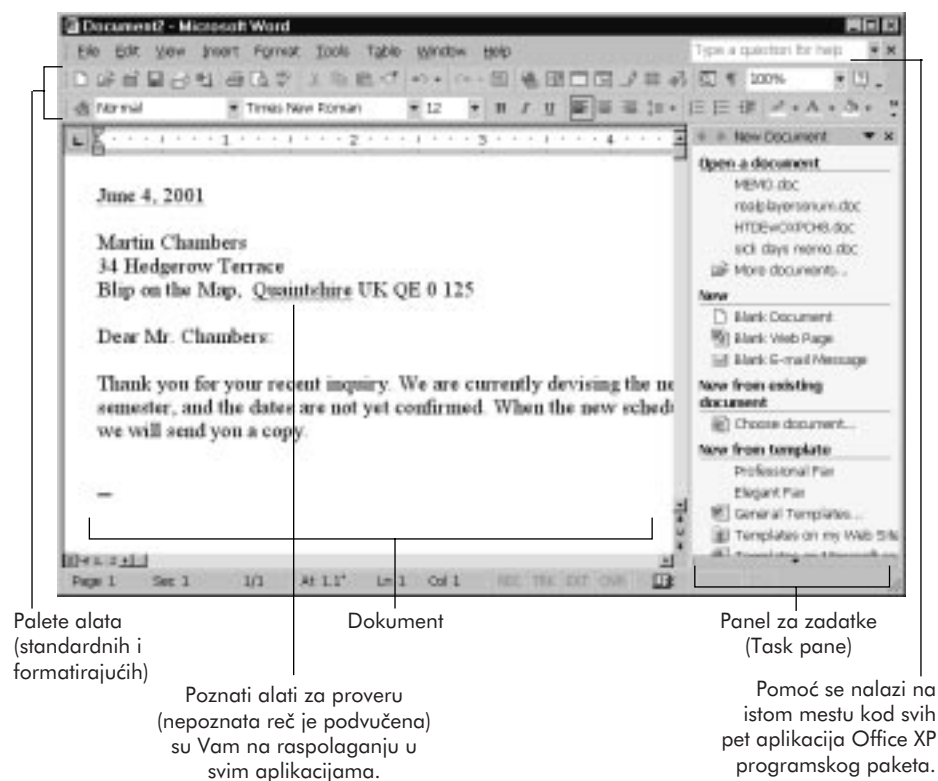 Document2 - Microsoft Word
File Edit View Insert Format Tools Table Window Help
Type a question for help
100%
Normal Times New Roman 12 B I U
1 2 3 4
New Document
June 4, 2001
Martin Chambers
34 Hedgerow Terrace
Blip on the Map, Quaintshire UK QE 0 125
Dear Mr. Chambers:
Thank you for your recent inquiry. We are currently devising the ne
semester, and the dates are not yet confirmed. When the new schedu
we will send you a copy.
Open a document
MEMO.doc
sick days memo.doc
More documents...
New
Blank Document
Blank Web Page
Blank E-mail Message
New from existing
document
Choose document...
New from template
Professional Fax
Elegant Fax
General Templates...
Templates on my Web Site
Page 1 Sec 1 1/1 At 1.1" Ln 1 Col 1 REC TRK EXT OVR
Palete alata
(standardnih i
formatirajućih)
Dokument
Panel za zadatke
(Task pane)
Poznati alati za proveru
(nepoznata reč je podvučena)
su Vam na raspolaganju u
svim aplikacijama.
Pomoć se nalazi na
istom mestu kod svih
pet aplikacija Office XP
programskog paketa.